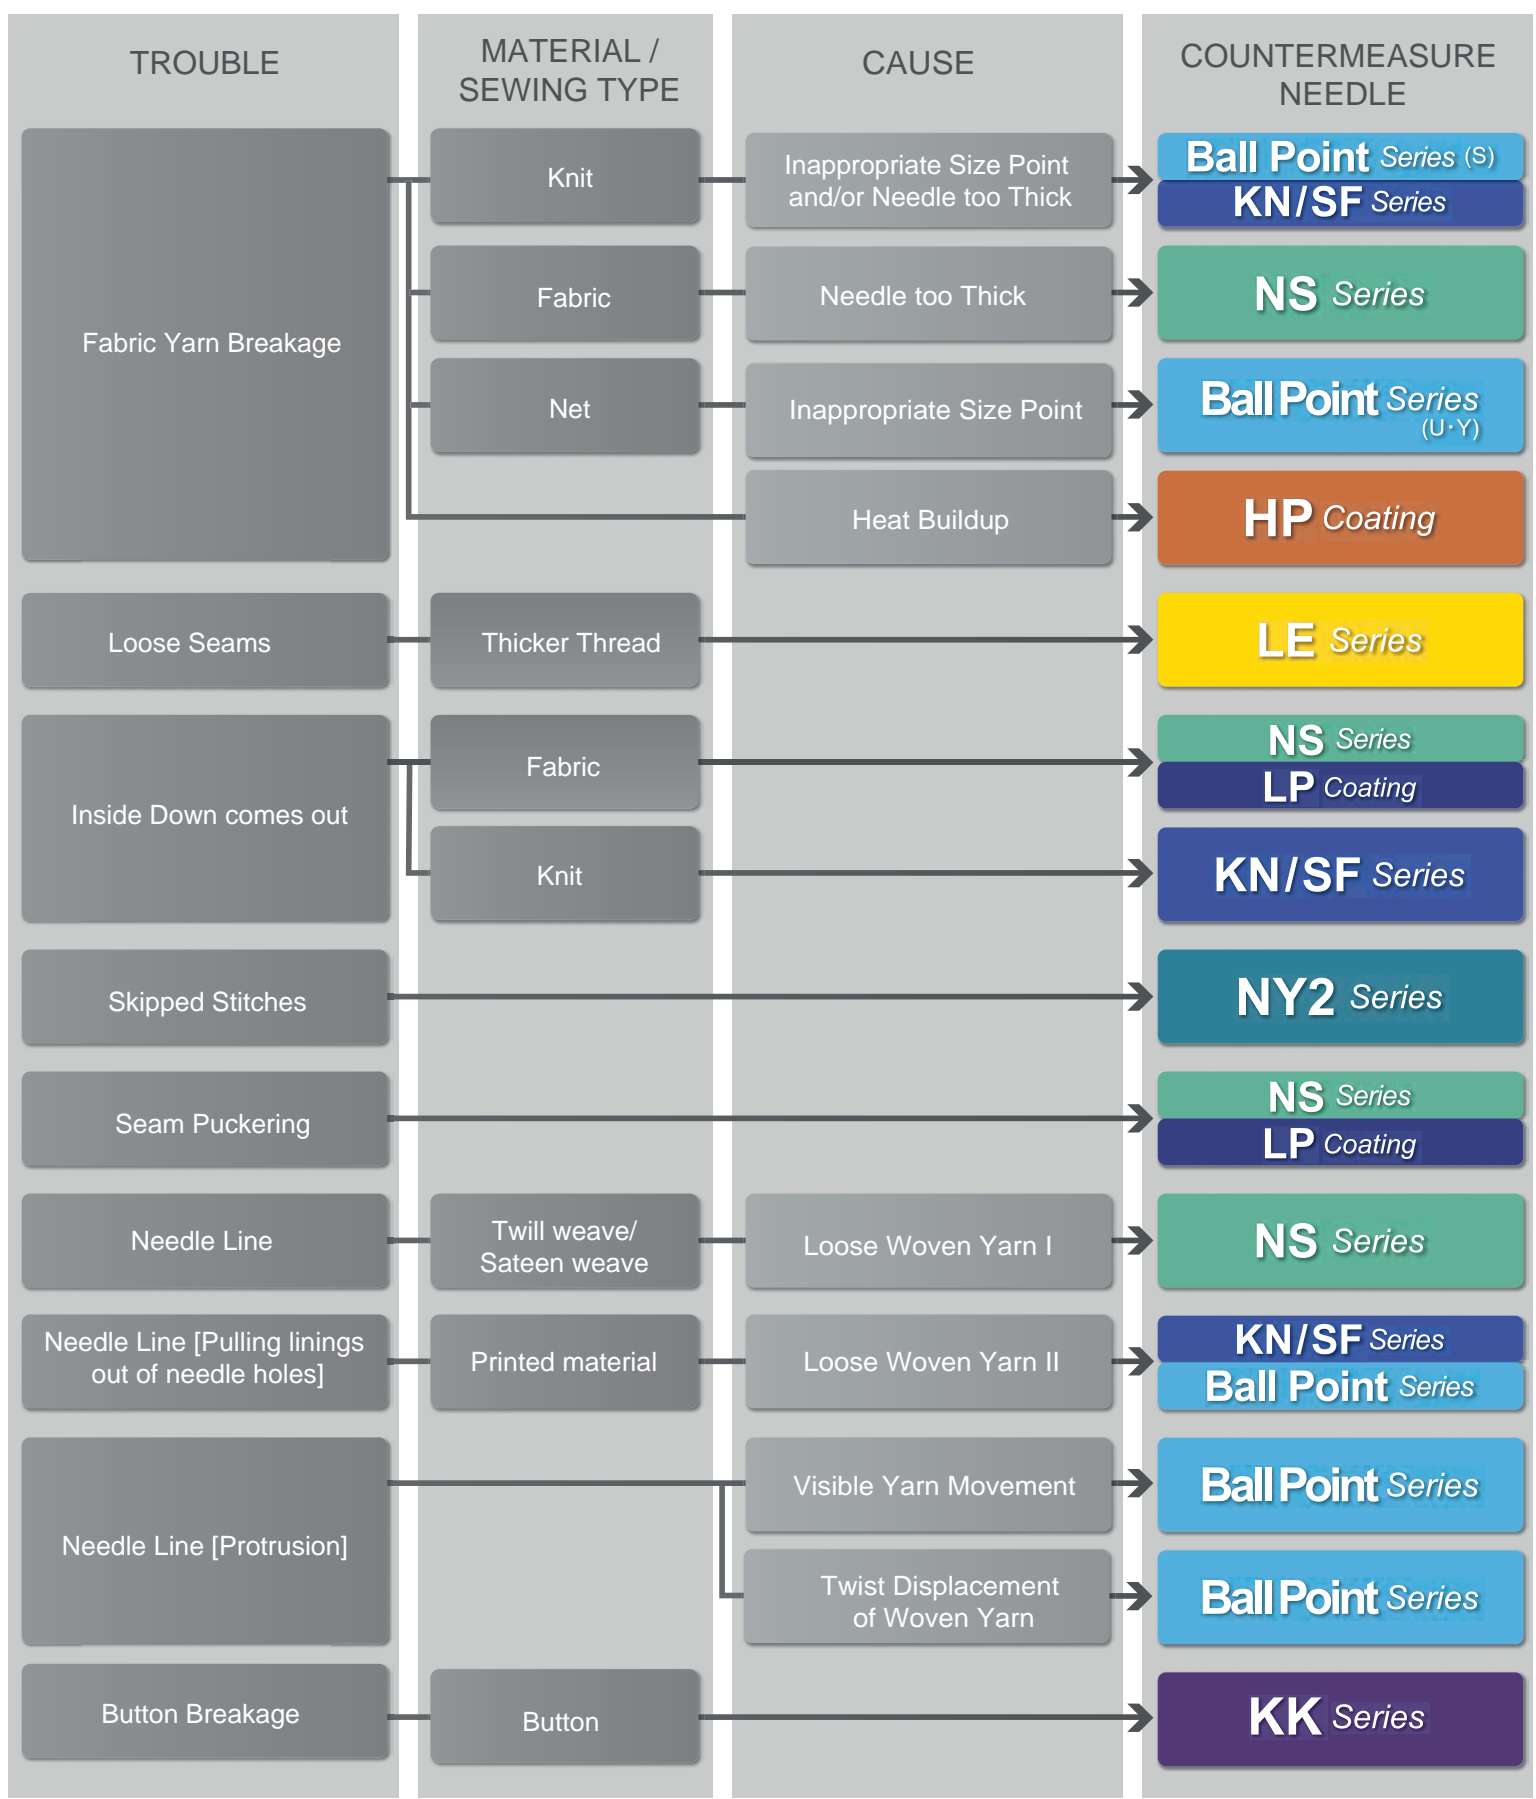 TROUBLE
MATERIAL /
SEWING TYPE
CAUSE
COUNTERMEASURE
NEEDLE
Fabric Yarn Breakage
Knit
Inappropriate Size Point
and/or Needle too Thick
Ball Point Series (S)
KN/SF Series
Fabric
Needle too Thick
NS Series
Net
Inappropriate Size Point
Ball Point Series
(U・Y)
Heat Buildup
HP Coating
Loose Seams
Thicker Thread
LE Series
Inside Down comes out
Fabric
NS Series
LP Coating
Knit
KN/SF Series
Skipped Stitches
NY2 Series
Seam Puckering
NS Series
LP Coating
Needle Line
Twill weave/
Sateen weave
Loose Woven Yarn I
NS Series
Needle Line [Pulling linings
out of needle holes]
Printed material
Loose Woven Yarn II
KN/SF Series
Ball Point Series
Needle Line [Protrusion]
Visible Yarn Movement
Ball Point Series
Twist Displacement
of Woven Yarn
Ball Point Series
Button Breakage
Button
KK Series